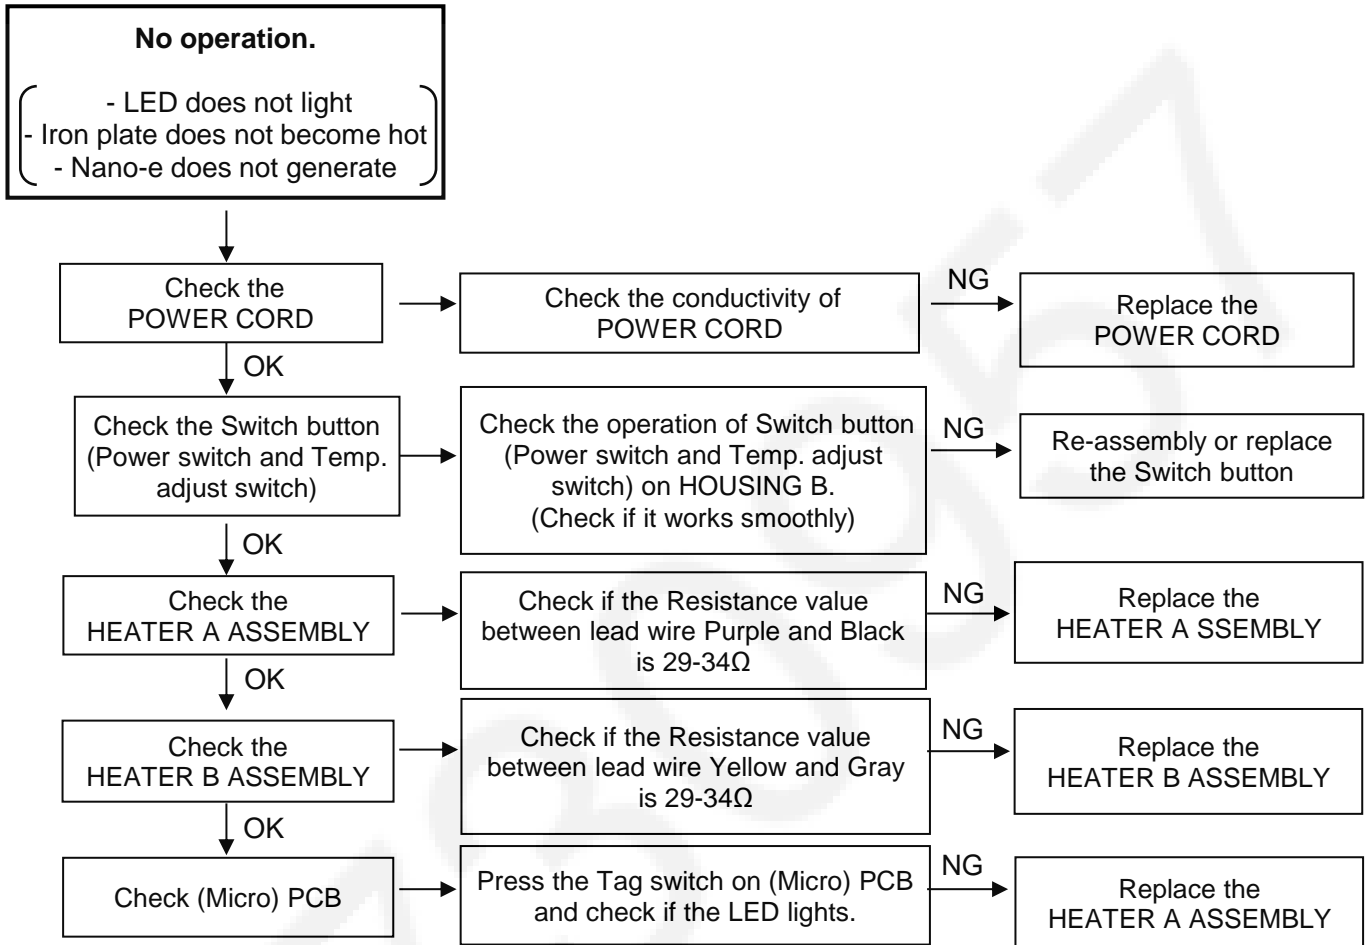 No operation.
- LED does not light
- Iron plate does not become hot
- Nano-e does not generate
Check the
POWER CORD
Check the conductivity of
POWER CORD
NG
Replace the
POWER CORD
OK
Check the Switch button
(Power switch and Temp.
adjust switch)
Check the operation of Switch button
(Power switch and Temp. adjust
switch) on HOUSING B.
(Check if it works smoothly)
NG
Re-assembly or replace
the Switch button
OK
Check the
HEATER A ASSEMBLY
Check if the Resistance value
between lead wire Purple and Black
is 29-34Ω
NG
Replace the
HEATER A SSEMBLY
OK
Check the
HEATER B ASSEMBLY
Check if the Resistance value
between lead wire Yellow and Gray
is 29-34Ω
NG
Replace the
HEATER B ASSEMBLY
OK
Check (Micro) PCB
Press the Tag switch on (Micro) PCB
and check if the LED lights.
NG
Replace the
HEATER A ASSEMBLY